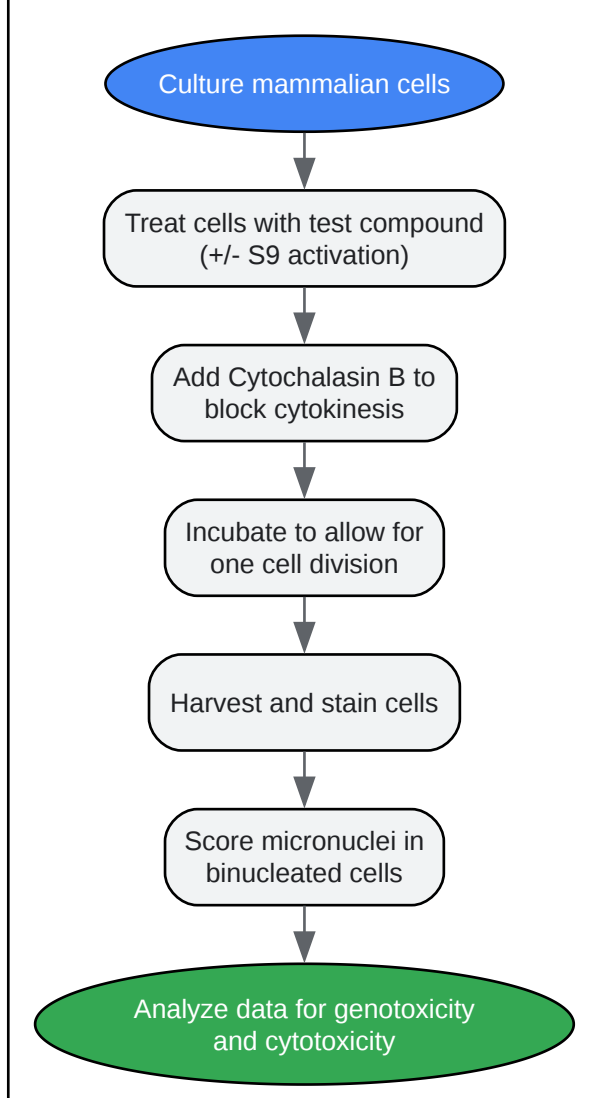 Culture mammalian cells
Treat cells with test compound
(+/- S9 activation)
Add Cytochalasin B to
block cytokinesis
Incubate to allow for
one cell division
Harvest and stain cells
Score micronuclei in
binucleated cells
Analyze data for genotoxicity
and cytotoxicity